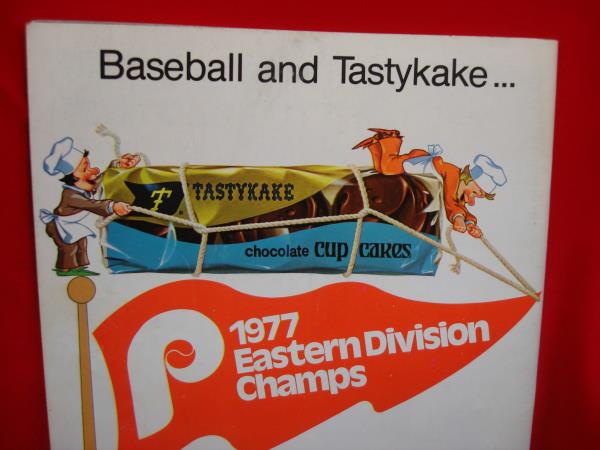 Baseball and Tastykake...
T TASTYKAKE
chocolate CUP CAKES
P 1977
Eastern Division
Champs